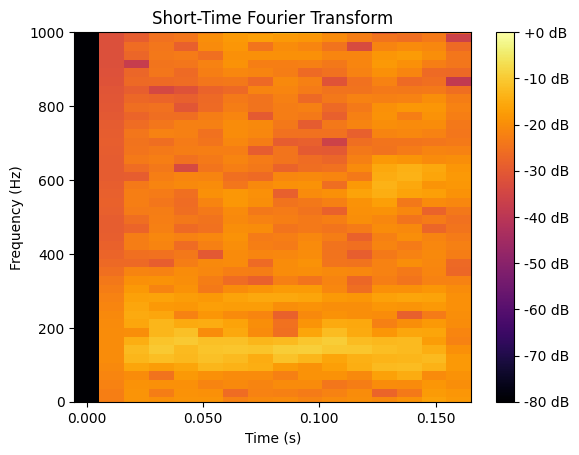 Short-Time Fourier Transform
Frequency (Hz)
1000
800
600
400
200
0
0.000
0.050
0.100
0.150
Time (s)
+0 dB
-10 dB
-20 dB
-30 dB
-40 dB
-50 dB
-60 dB
-70 dB
-80 dB